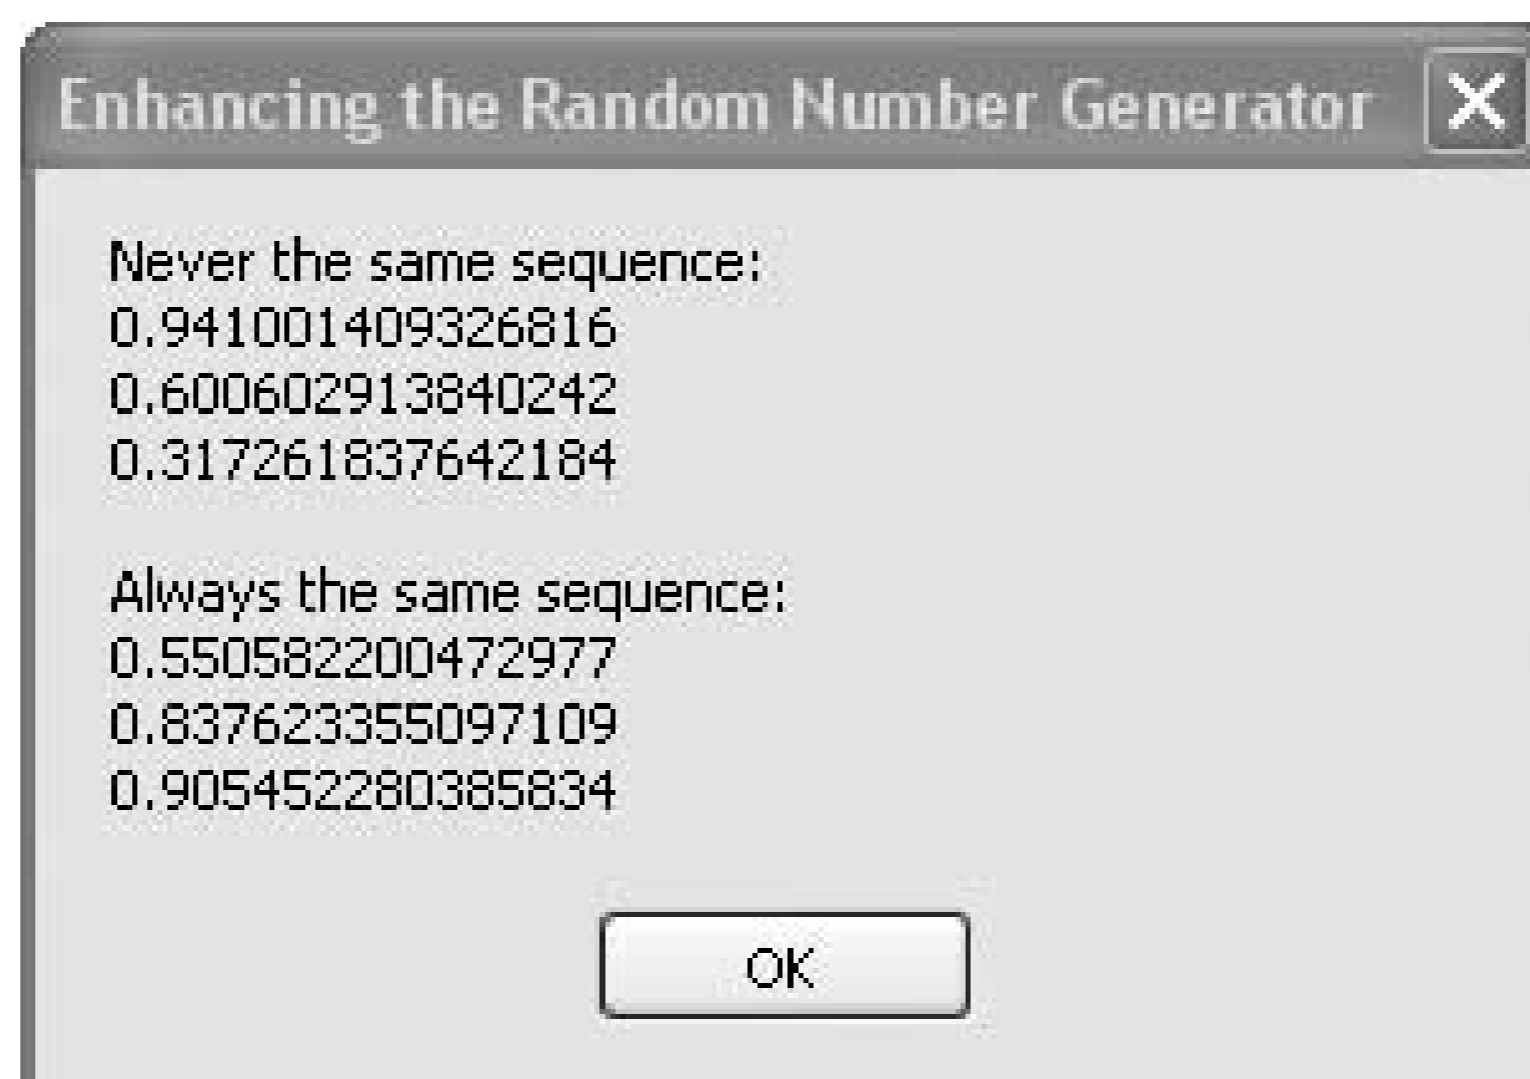 Enhancing the Random Number Generator
Never the same sequence:
0.941001409326816
0.600602913840242
0.317261837642184
Always the same sequence:
0.550582200472977
0.837623355097109
0.905452280385834
OK